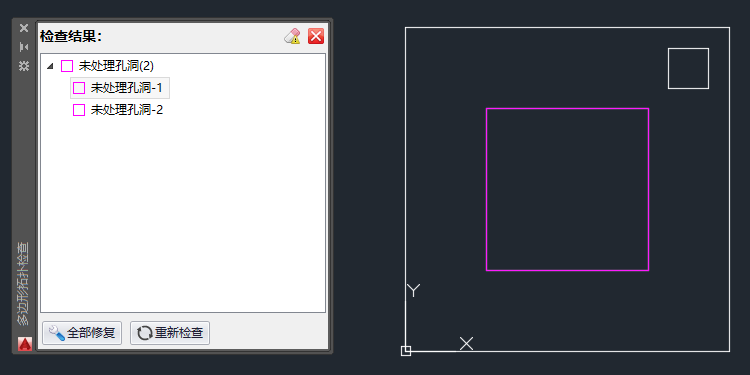 检查结果：
未处理孔洞(2)
未处理孔洞-1
未处理孔洞-2
多边形拓扑检查
全部修复
重新检查
Y
X